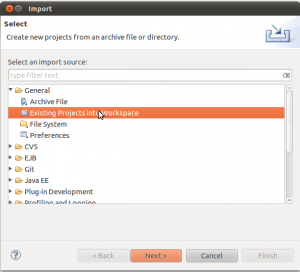 Import
Select
Create new projects from an archive file or directory.
Select an import source:
type filter text
General
Archive File
Existing Projects into Workspace
File System
Preferences
CVS
EJB
Git
Java EE
Plug-in Development
Profiling and Logging
< Back
Next >
Cancel
Finish